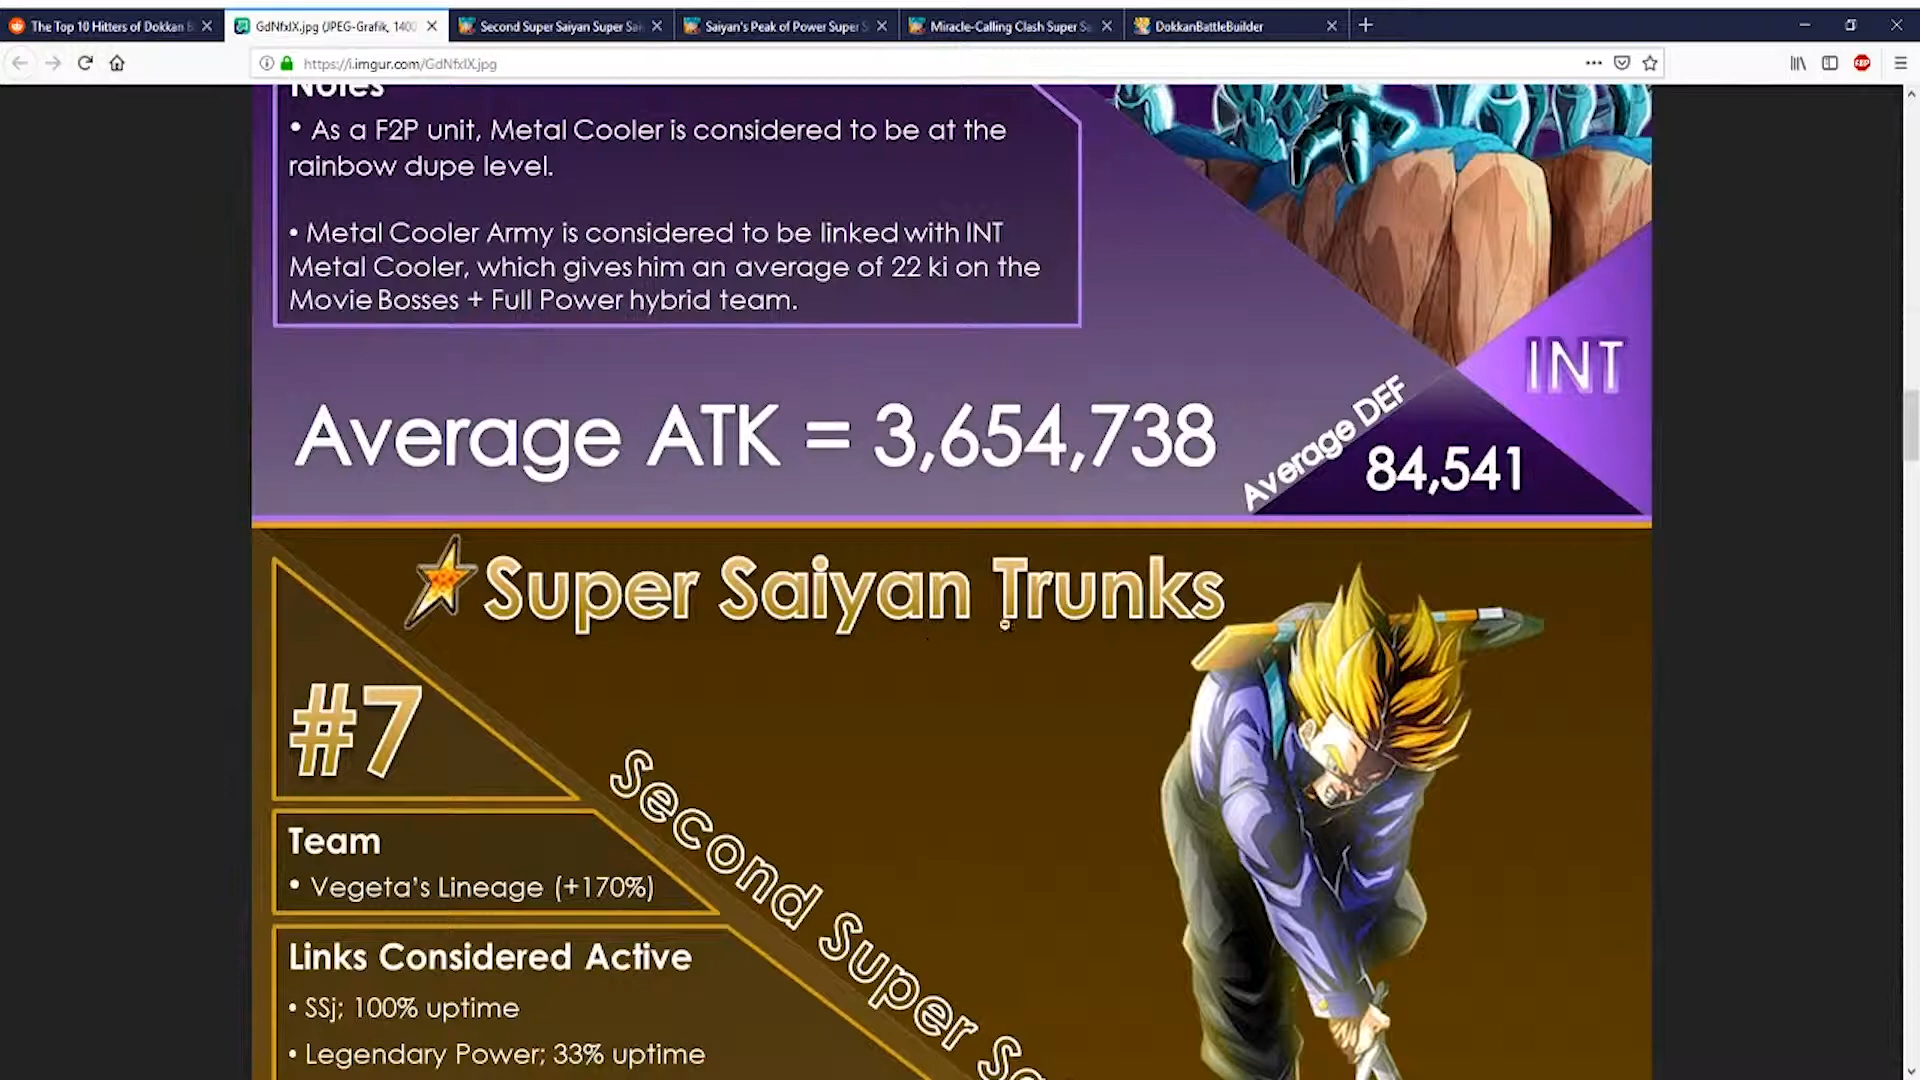 The Top 10 Hitters of Dokkan B
GdNfxIX.jpg (JPEG-Grafik, 1400
Second Super Saiyan Super Sai
Saiyan's Peak of Power Super S
Miracle-Calling Clash Super Sa
DokkanBattleBuilder
https://i.imgur.com/GdNfxIX.jpg
Notes
• As a F2P unit, Metal Cooler is considered to be at the
rainbow dupe level.
• Metal Cooler Army is considered to be linked with INT
Metal Cooler, which gives him an average of 22 ki on the
Movie Bosses + Full Power hybrid team.
INT
Average ATK = 3,654,738
Average DEF
84,541
Super Saiyan Trunks
#7
Second Super Sa
Team
• Vegeta's Lineage (+170%)
Links Considered Active
• SSj; 100% uptime
• Legendary Power; 33% uptime